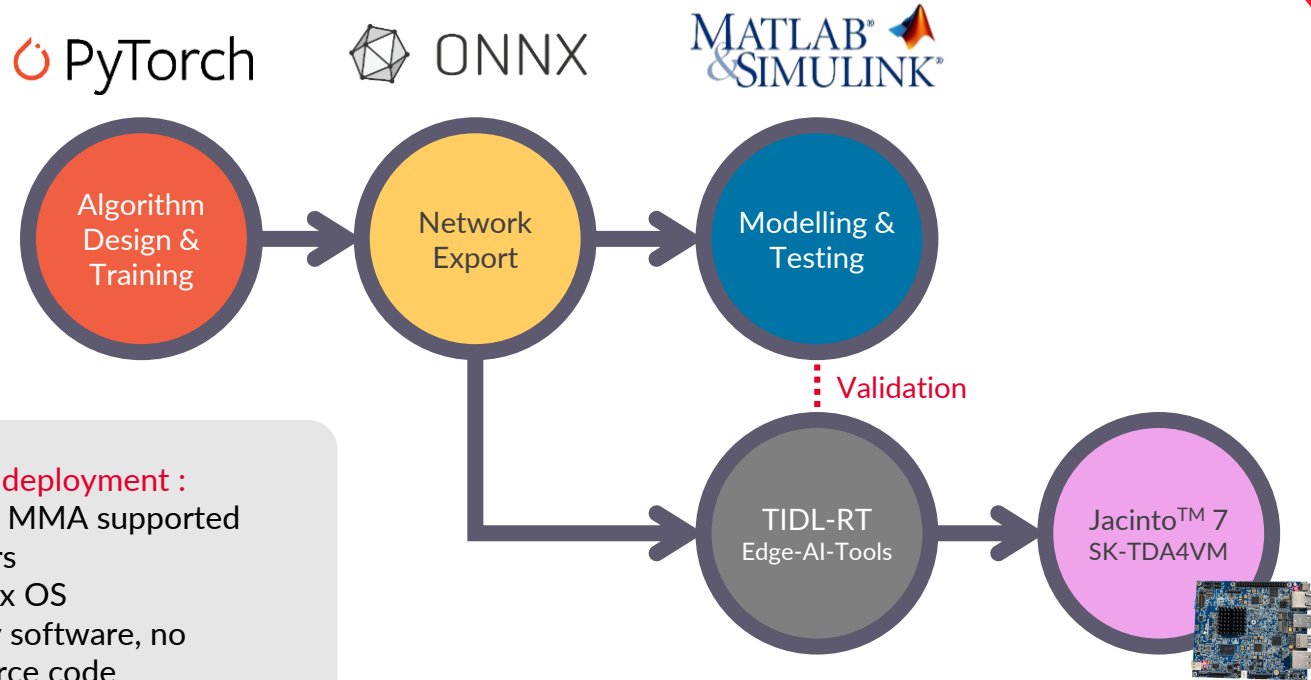 PyTorch
ONNX
MATLAB®
&SIMULINK®
Algorithm
Design &
Training
Network
Export
Modelling &
Testing
Validation
deployment :
MMA supported
OS
software, no
code
TIDL-RT
Edge-AI-Tools
Jacinto™ 7
SK-TDA4VM